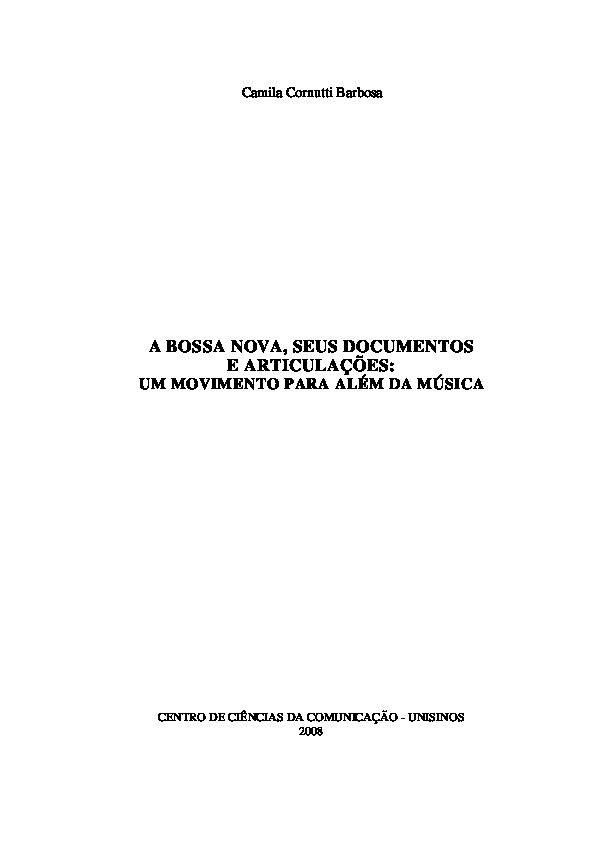 Camila Cornutti Barbosa
A BOSSA NOVA, SEUS DOCUMENTOS
E ARTICULAÇÕES:
UM MOVIMENTO PARA ALÉM DA MÚSICA
CENTRO DE CIÊNCIAS DA COMUNICAÇÃO - UNISINOS
2008